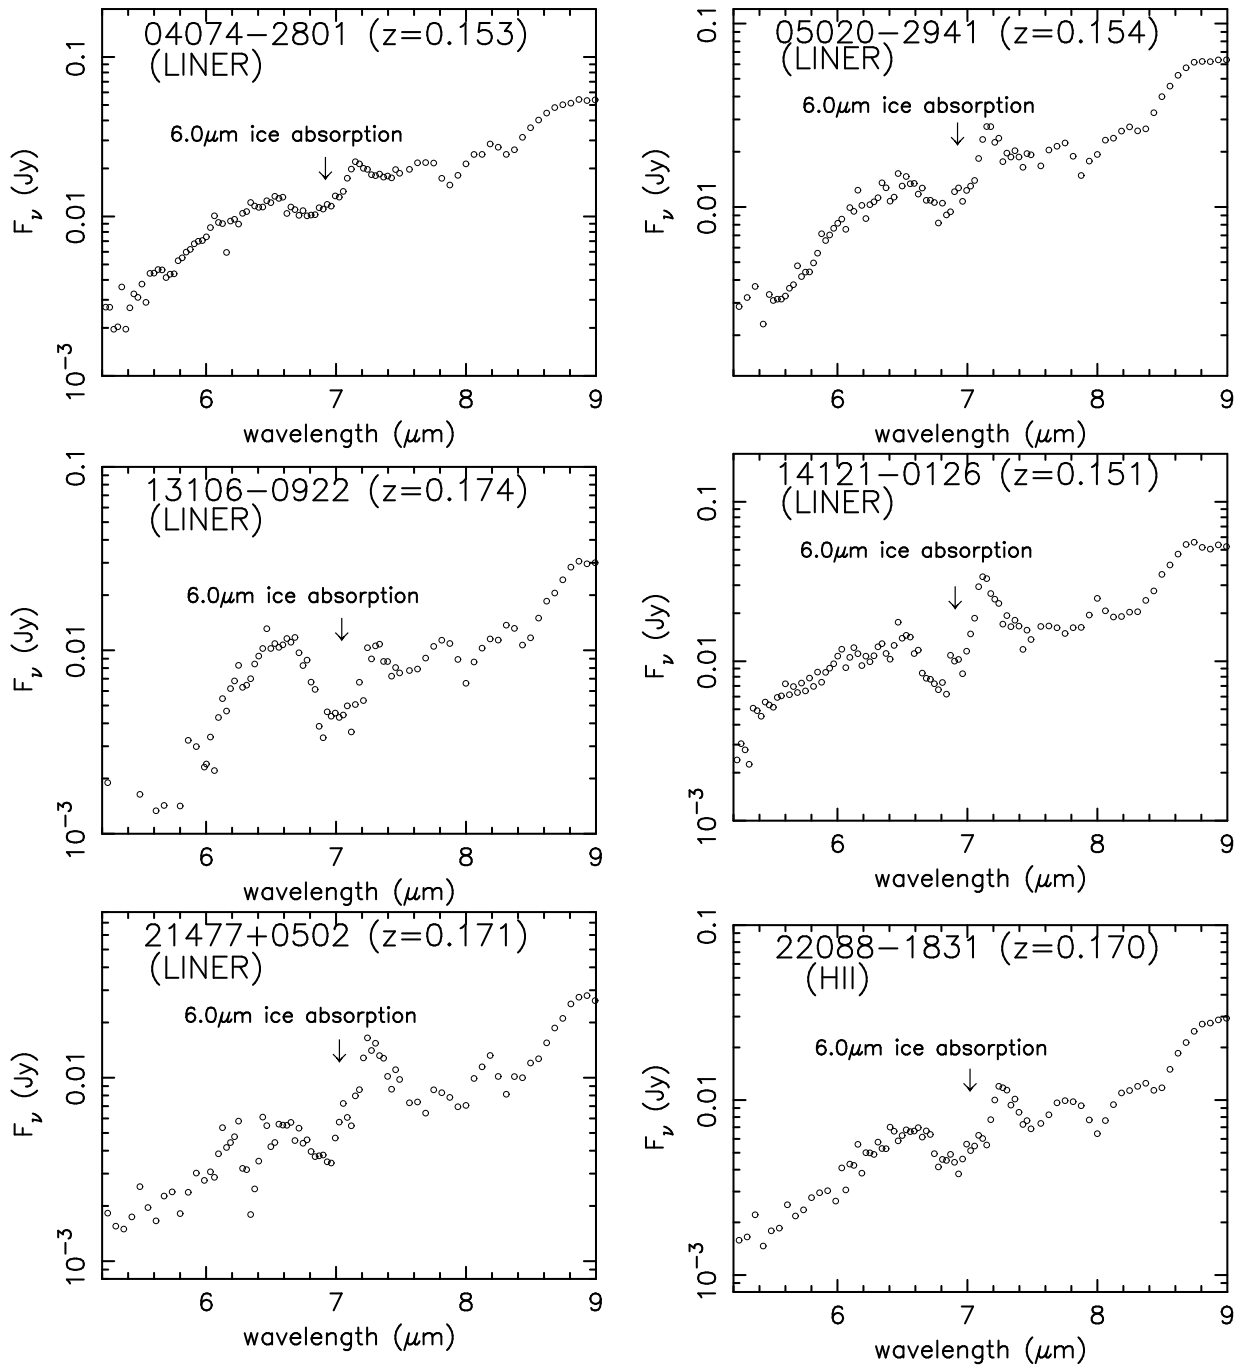 04074−2801 (z=0.153)
(LINER)
6.0μm ice absorption
0.1
0.01
10−3
Fν (Jy)
6 7 8 9
wavelength (μm)
05020−2941 (z=0.154)
(LINER)
6.0μm ice absorption
0.1
0.01
Fν (Jy)
6 7 8 9
wavelength (μm)
13106−0922 (z=0.174)
(LINER)
6.0μm ice absorption
0.1
0.01
10−3
Fν (Jy)
6 7 8 9
wavelength (μm)
14121−0126 (z=0.151)
(LINER)
6.0μm ice absorption
0.1
0.01
10−3
Fν (Jy)
6 7 8 9
wavelength (μm)
21477+0502 (z=0.171)
(LINER)
6.0μm ice absorption
0.01
10−3
Fν (Jy)
6 7 8 9
wavelength (μm)
22088−1831 (z=0.170)
(HII)
6.0μm ice absorption
0.1
0.01
10−3
Fν (Jy)
6 7 8 9
wavelength (μm)